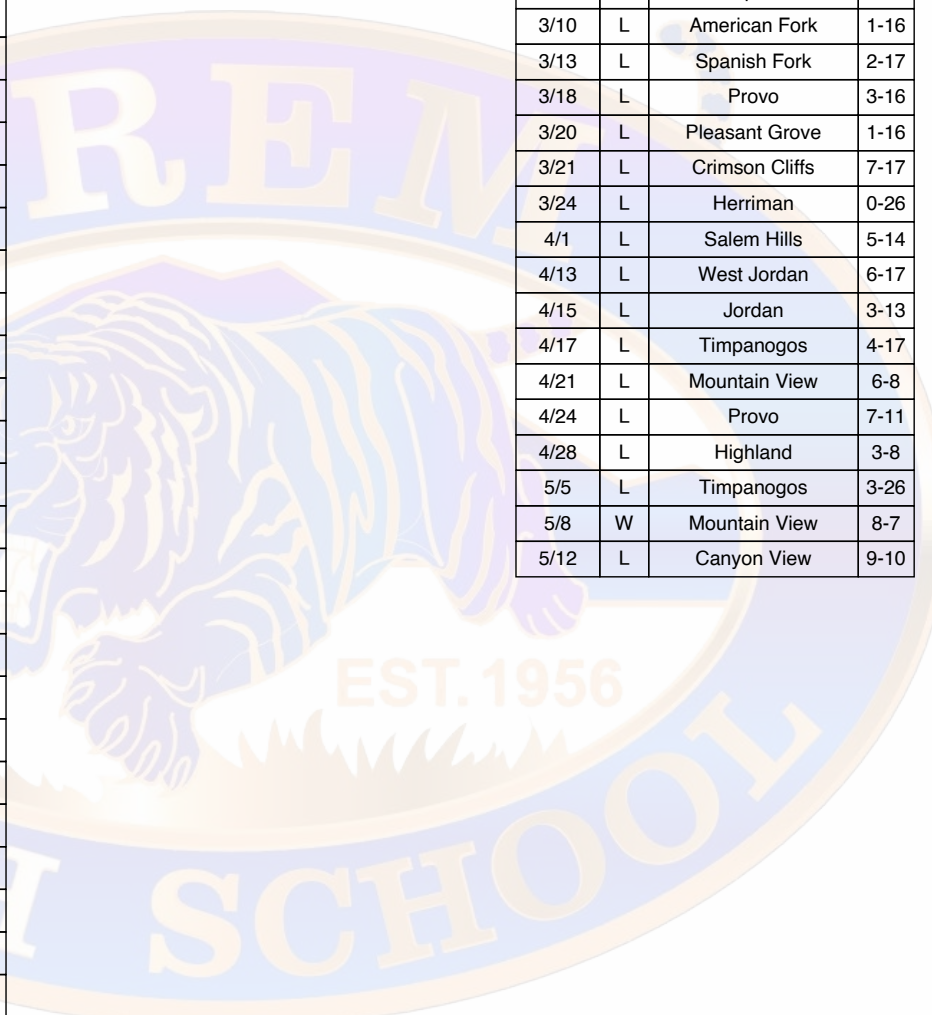 3/10 L American Fork 1-16
3/13 L Spanish Fork 2-17
3/18 L Provo 3-16
3/20 L Pleasant Grove 1-16
3/21 L Crimson Cliffs 7-17
3/24 L Herriman 0-26
4/1 L Salem Hills 5-14
4/13 L West Jordan 6-17
4/15 L Jordan 3-13
4/17 L Timpanogos 4-17
4/21 L Mountain View 6-8
4/24 L Provo 7-11
4/28 L Highland 3-8
5/5 L Timpanogos 3-26
5/8 W Mountain View 8-7
5/12 L Canyon View 9-10
REM
EST. 1956
H SCHOOL